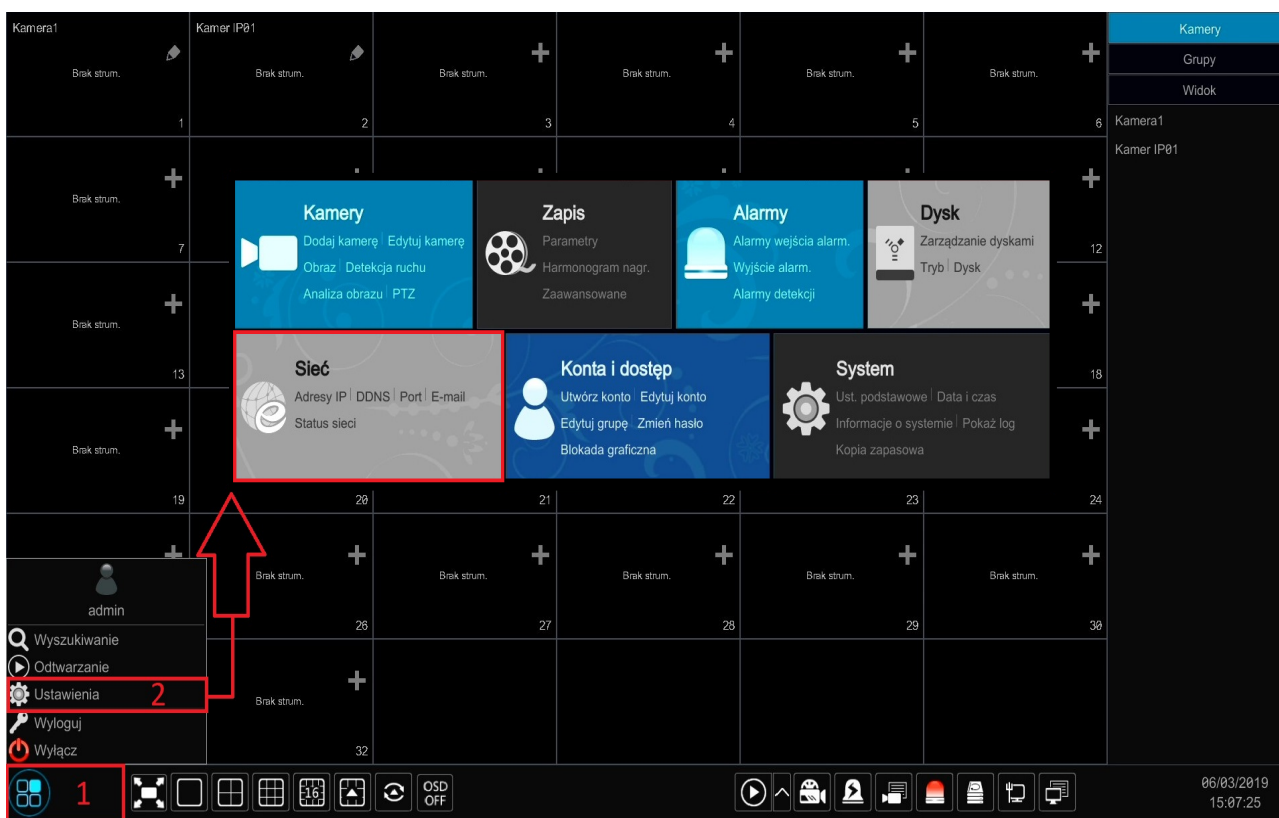 Kamera1
Kamer IP01
Brak strum.
Brak strum.
Brak strum.
Brak strum.
Brak strum.
Brak strum.
1
2
3
4
5
6
Brak strum.
7
12
Brak strum.
13
18
Brak strum.
19
20
21
22
23
24
Brak strum.
Brak strum.
Brak strum.
Brak strum.
Brak strum.
26
27
28
29
30
Brak strum.
32
Kamery
Grupy
Widok
Kamera1
Kamer IP01
Kamery
Dodaj kamerę Edytuj kamerę
Obraz Detekcja ruchu
Analiza obrazu PTZ
Zapis
Parametry
Harmonogram nagr.
Zaawansowane
Alarmy
Alarmy wejścia alarm.
Wyjście alarm.
Alarmy detekcji
Dysk
Zarządzanie dyskami
Tryb Dysk
Sieć
Adresy IP DDNS Port E-mail
Status sieci
Konta i dostęp
Utwórz konto Edytuj konto
Edytuj grupę Zmień hasło
Blokada graficzna
System
Ust. podstawowe Data i czas
Informacje o systemie Pokaż log
Kopia zapasowa
admin
Wyszukiwanie
Odtwarzanie
Ustawienia 2
Wyloguj
Wyłącz
1
16
OSD
OFF
06/03/2019
15:07:25